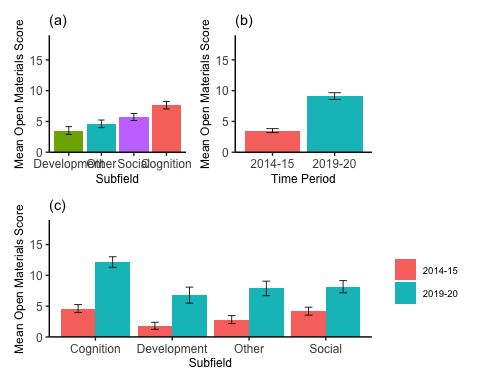 (a)
Mean Open Materials Score
15
10
5
0
Development Other Social Cognition
Subfield
(b)
Mean Open Materials Score
15
10
5
0
2014-15 2019-20
Time Period
(c)
Mean Open Materials Score
15
10
5
0
Cognition Development Other Social
Subfield
2014-15
2019-20